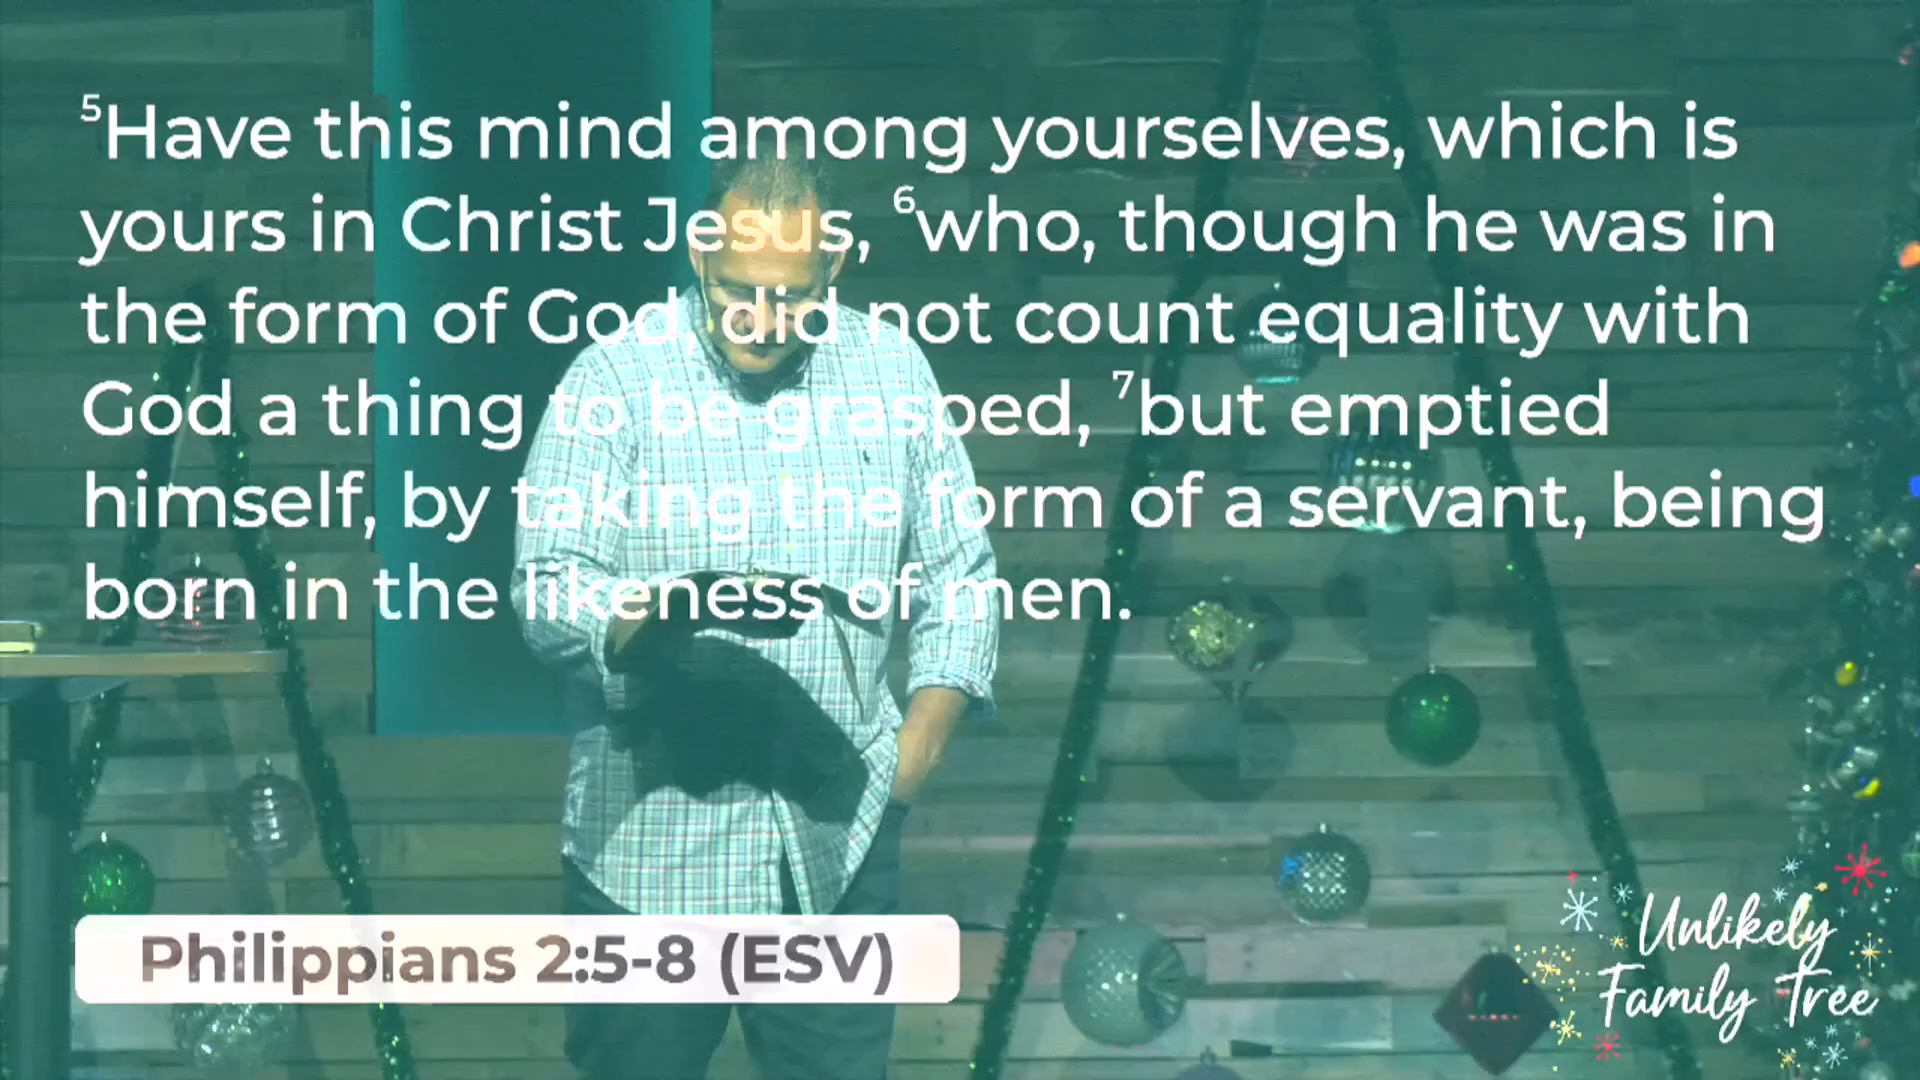 ⁵Have this mind among yourselves, which is
yours in Christ Jesus, ⁶who, though he was in
the form of God, did not count equality with
God a thing to be grasped, ⁷but emptied
himself, by taking the form of a servant, being
born in the likeness of men.
Philippians 2:5-8 (ESV)
Unlikely
Family Tree